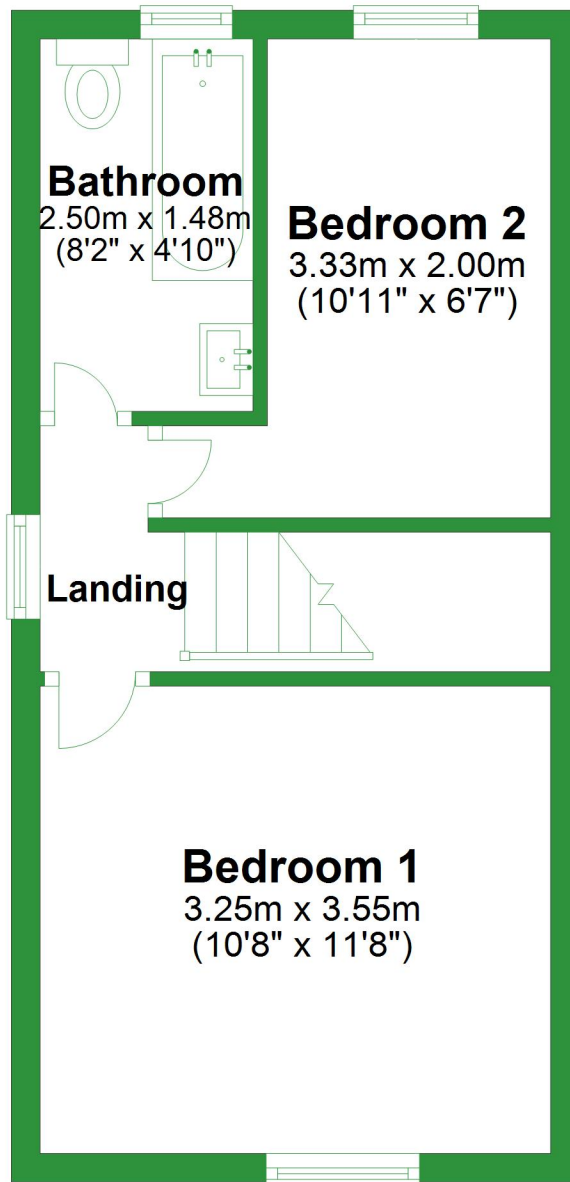 Bathroom
2.50m x 1.48m
(8'2" x 4'10")
Bedroom 2
3.33m x 2.00m
(10'11" x 6'7")
Landing
Bedroom 1
3.25m x 3.55m
(10'8" x 11'8")